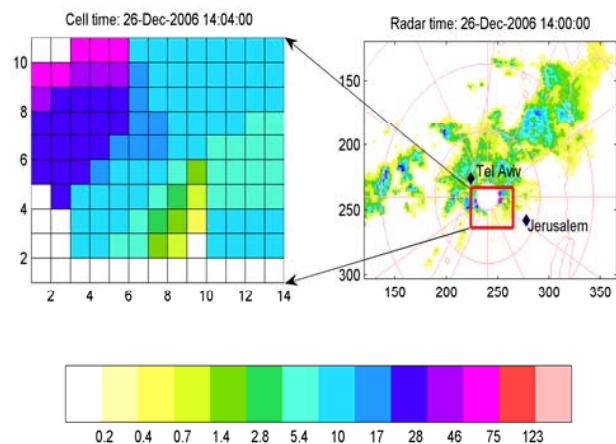 Cell time: 26-Dec-2006 14:04:00
Radar time: 26-Dec-2006 14:00:00
10
8
6
4
2
2 4 6 8 10 12 14
150
200
250
300
150 200 250 300 350
Tel Aviv
Jerusalem
0.2 0.4 0.7 1.4 2.8 5.4 10 17 28 46 75 123